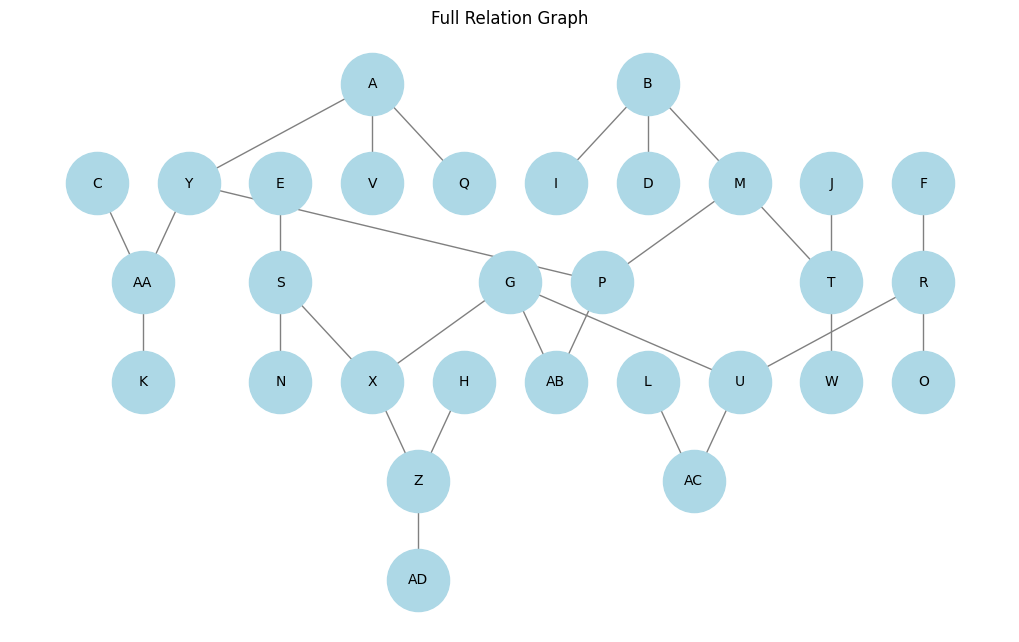 Full Relation Graph
A B
C Y E V Q I D M J F
AA S G P T R
K N X H AB L U W O
Z AC
AD